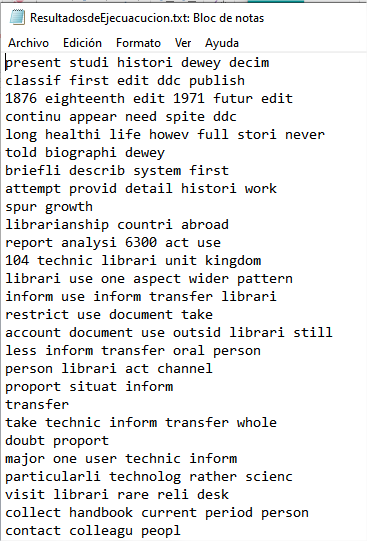 ResultadosdeEjecuacucion.txt: Bloc de notas
Archivo Edición Formato Ver Ayuda
present studi histori dewey decim
classif first edit ddc publish
1876 eighteenth edit 1971 futur edit
continu appear need spite ddc
long healthi life howev full stori never
told biographi dewey
briefli describ system first
attempt provid detail histori work
spur growth
librarianship countri abroad
report analysi 6300 act use
104 technic librari unit kingdom
librari use one aspect wider pattern
inform use inform transfer librari
restrict use document take
account document use outsid librari still
less inform transfer oral person
person librari act channel
proport situat inform
transfer
take technic inform transfer whole
doubt proport
major one user technic inform
particularli technolog rather scienc
visit librari rare reli desk
collect handbook current period person
contact colleagu peopl